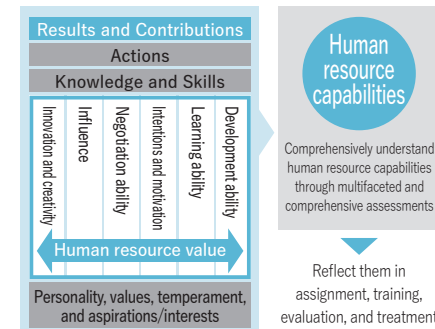 Results and Contributions
Actions
Knowledge and Skills
Innovation and creativity
Influence
Negotiation ability
Intentions and motivation
Learning ability
Development ability
Human resource value
Personality, values, temperament,
and aspirations/interests
Human
resource
capabilities
Comprehensively understand
human resource capabilities
through multifaceted and
comprehensive assessments
Reflect them in
assignment, training,
evaluation, and treatment